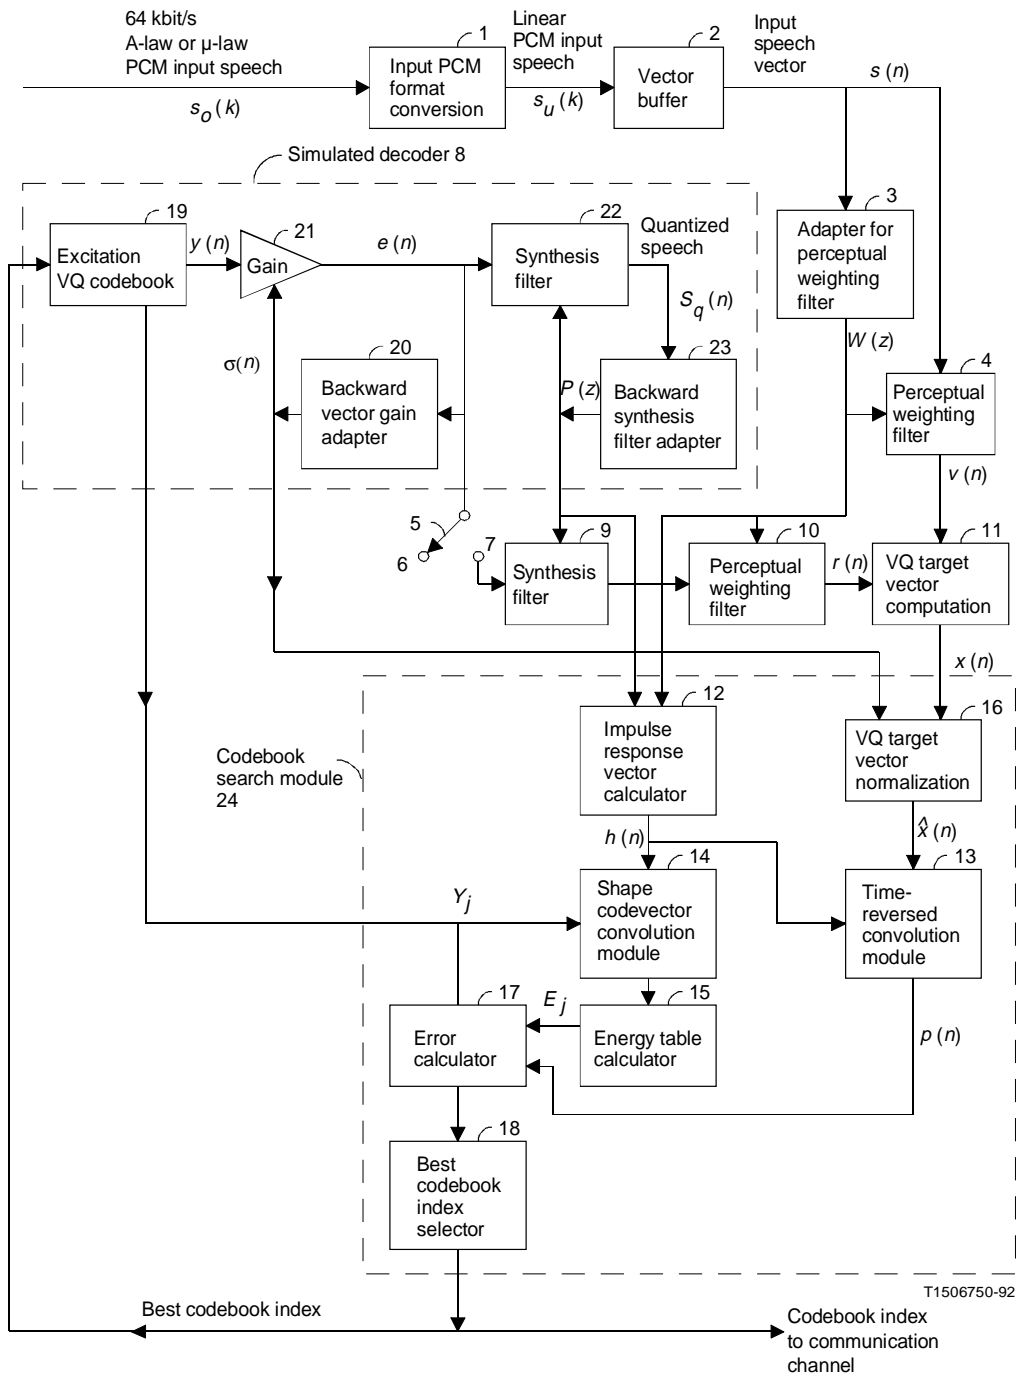 64 kbit/s
A-law or µ-law
PCM input speech
s_o (k)
1
Input PCM
format
conversion
Linear
PCM input
speech
s_u (k)
2
Vector
buffer
Input
speech
vector
s (n)
Simulated decoder 8
19
Excitation
VQ codebook
y (n)
21
Gain
e (n)
22
Synthesis
filter
Quantized
speech
S_q (n)
3
Adapter for
perceptual
weighting
filter
W (z)
σ(n)
20
Backward
vector gain
adapter
P (z)
23
Backward
synthesis
filter adapter
4
Perceptual
weighting
filter
v (n)
5
6
7
9
Synthesis
filter
10
Perceptual
weighting
filter
r (n)
11
VQ target
vector
computation
x (n)
Codebook
search module
24
12
Impulse
response
vector
calculator
h (n)
16
VQ target
vector
normalization
x̂ (n)
14
Shape
codevector
convolution
module
13
Time-
reversed
convolution
module
Y_j
17
Error
calculator
E_j
15
Energy table
calculator
p (n)
18
Best
codebook
index
selector
T1506750-92
Best codebook index
Codebook index
to communication
channel